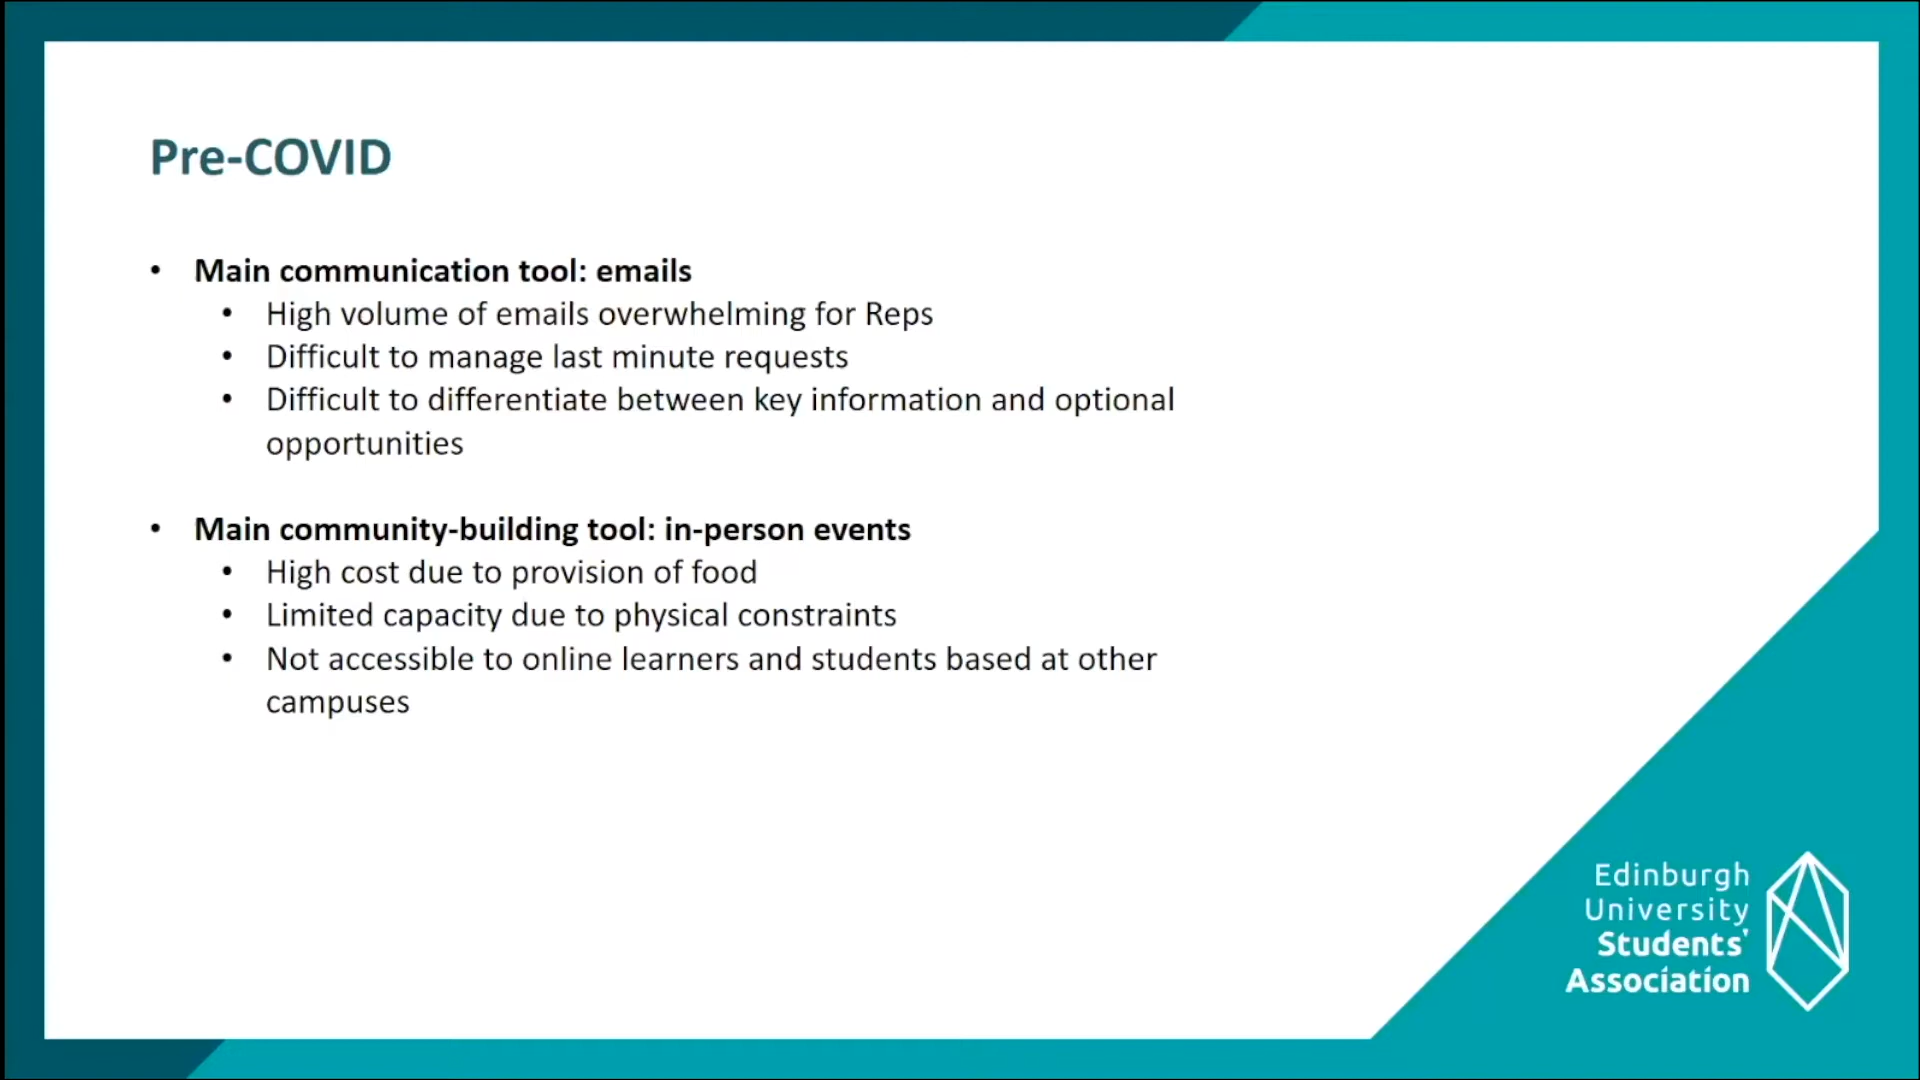 Pre-COVID
• Main communication tool: emails
• High volume of emails overwhelming for Reps
• Difficult to manage last minute requests
• Difficult to differentiate between key information and optional
opportunities
• Main community-building tool: in-person events
• High cost due to provision of food
• Limited capacity due to physical constraints
• Not accessible to online learners and students based at other
campuses
Edinburgh
University
Students'
Association